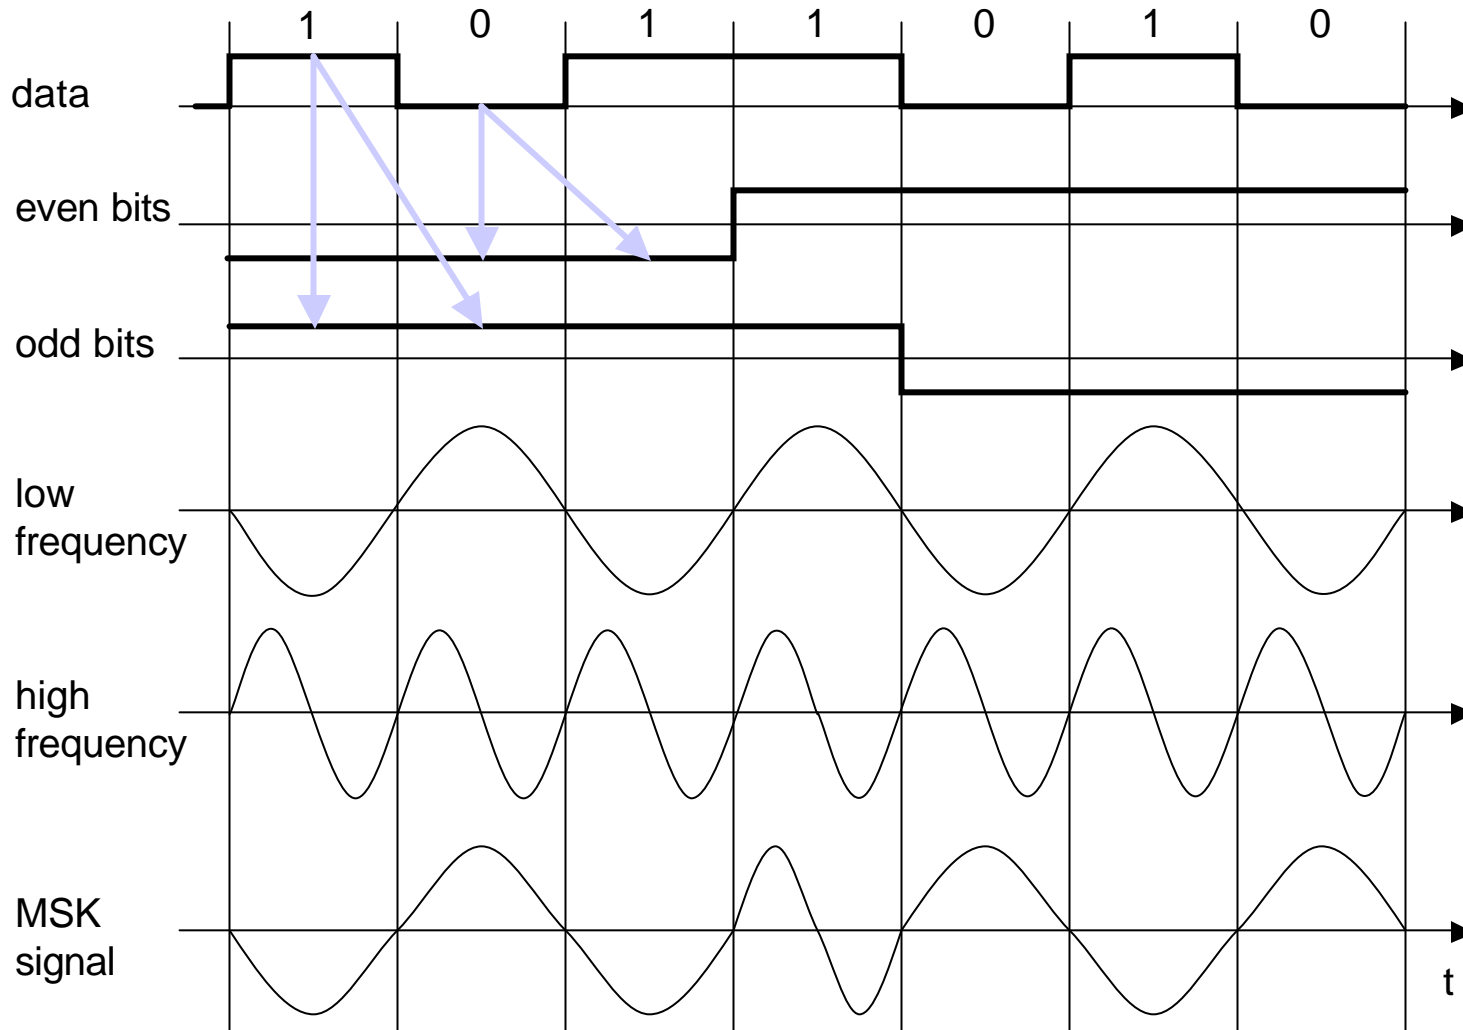 1 0 1 1 0 1 0
data
even bits
odd bits
low
frequency
high
frequency
MSK
signal
t